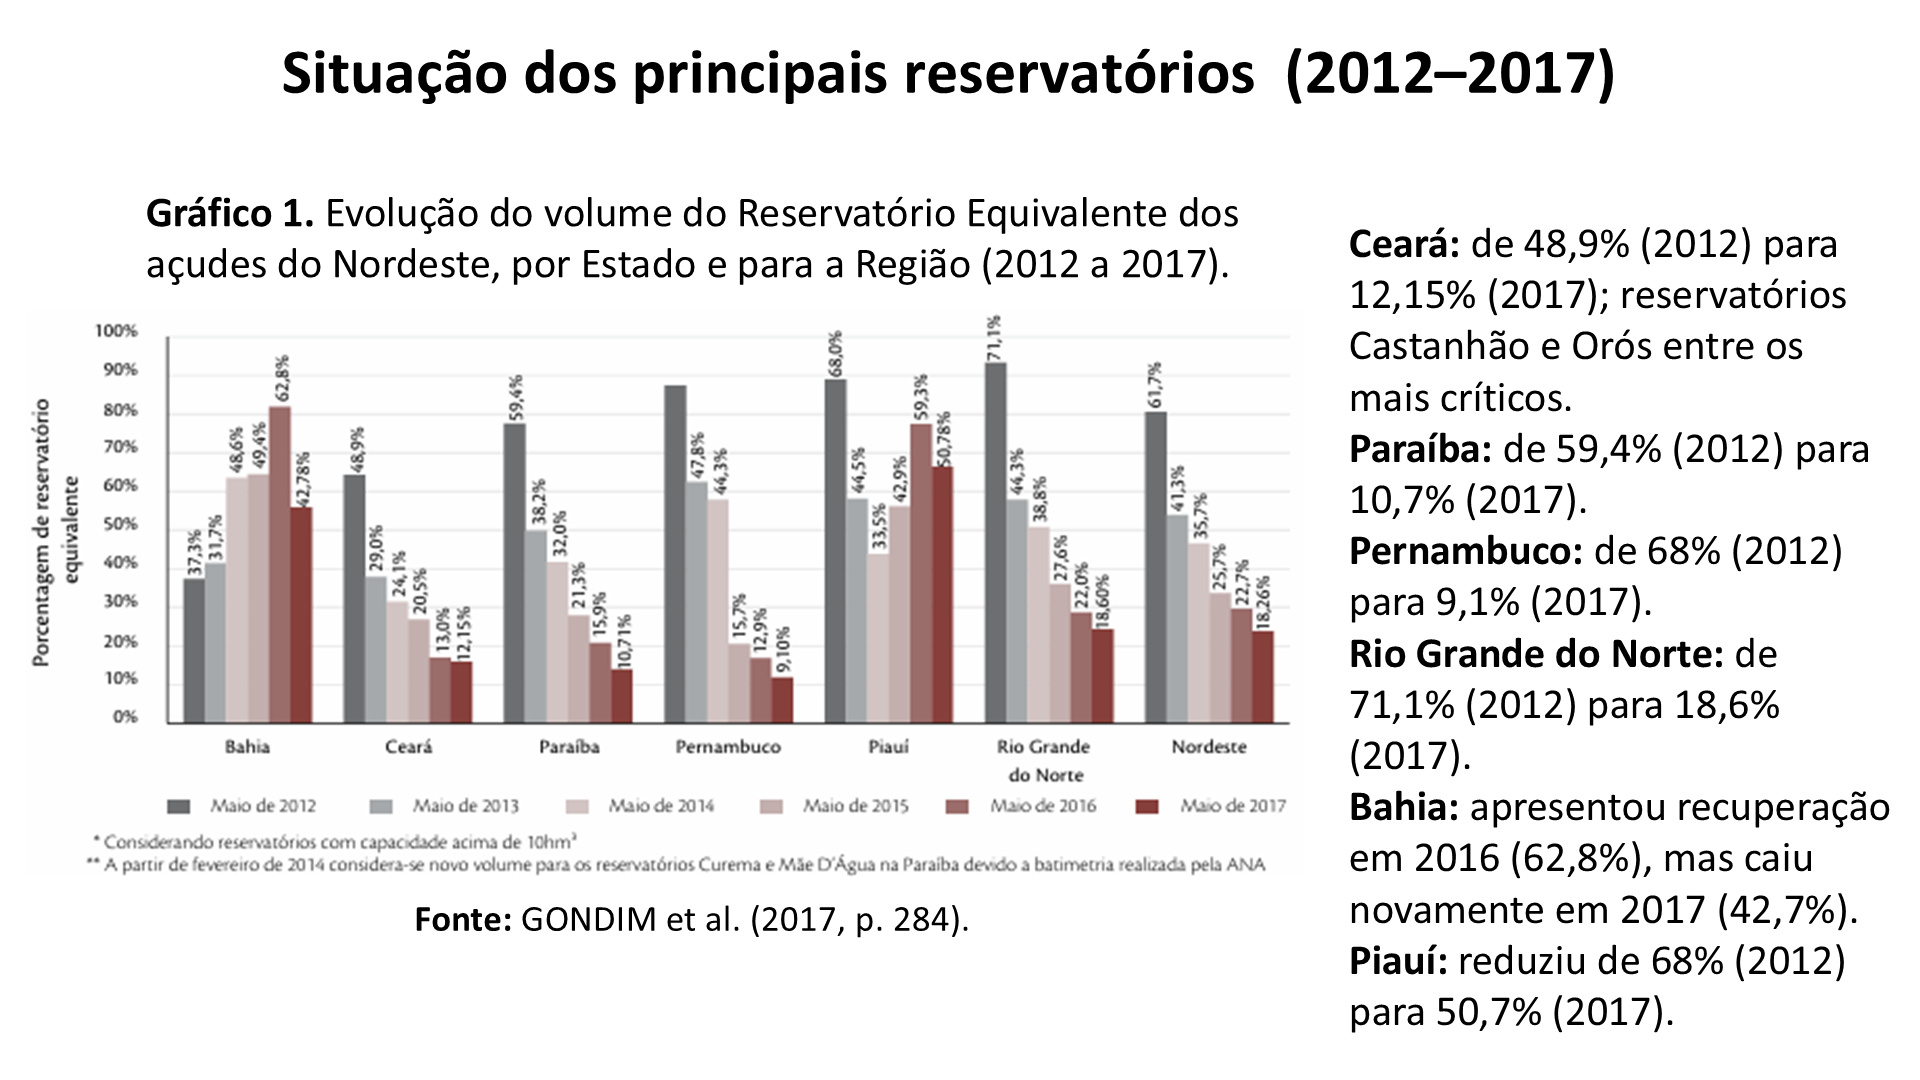 Situação dos principais reservatórios (2012–2017)
Gráfico 1. Evolução do volume do Reservatório Equivalente dos
açudes do Nordeste, por Estado e para a Região (2012 a 2017).
Porcentagem de reservatório
equivalente
100%
90%
80%
70%
60%
50%
40%
30%
20%
10%
0%
37,3%
31,7%
48,6%
49,4%
62,8%
42,78%
48,9%
29,0%
24,1%
20,5%
13,0%
12,15%
59,4%
38,2%
32,0%
21,3%
15,9%
10,71%
47,8%
44,3%
15,7%
12,9%
9,10%
68,0%
44,5%
33,5%
42,9%
59,3%
50,78%
71,1%
44,3%
38,8%
27,6%
22,0%
18,60%
61,7%
41,3%
35,7%
25,7%
22,7%
18,26%
Bahia
Ceará
Paraíba
Pernambuco
Piauí
Rio Grande
do Norte
Nordeste
Maio de 2012
Maio de 2013
Maio de 2014
Maio de 2015
Maio de 2016
Maio de 2017
* Considerando reservatórios com capacidade acima de 10hm³
** A partir de fevereiro de 2014 considera-se novo volume para os reservatórios Curema e Mãe D'Água na Paraíba devido a batimetria realizada pela ANA
Fonte: GONDIM et al. (2017, p. 284).
Ceará: de 48,9% (2012) para
12,15% (2017); reservatórios
Castanhão e Orós entre os
mais críticos.
Paraíba: de 59,4% (2012) para
10,7% (2017).
Pernambuco: de 68% (2012)
para 9,1% (2017).
Rio Grande do Norte: de
71,1% (2012) para 18,6%
(2017).
Bahia: apresentou recuperação
em 2016 (62,8%), mas caiu
novamente em 2017 (42,7%).
Piauí: reduziu de 68% (2012)
para 50,7% (2017).